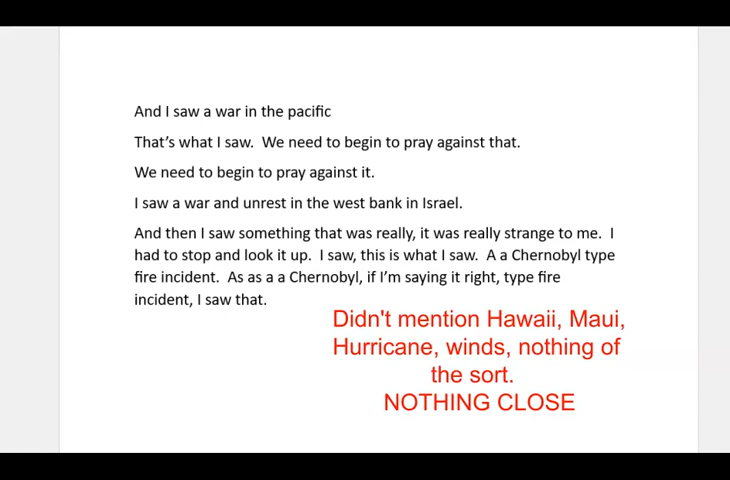 And I saw a war in the pacific
That's what I saw.  We need to begin to pray against that.
We need to begin to pray against it.
I saw a war and unrest in the west bank in Israel.
And then I saw something that was really, it was really strange to me.  I
had to stop and look it up.  I saw, this is what I saw.  A a Chernobyl type
fire incident.  As as a a Chernobyl, if I'm saying it right, type fire
incident, I saw that.
Didn't mention Hawaii, Maui,
Hurricane, winds, nothing of
the sort.
NOTHING CLOSE